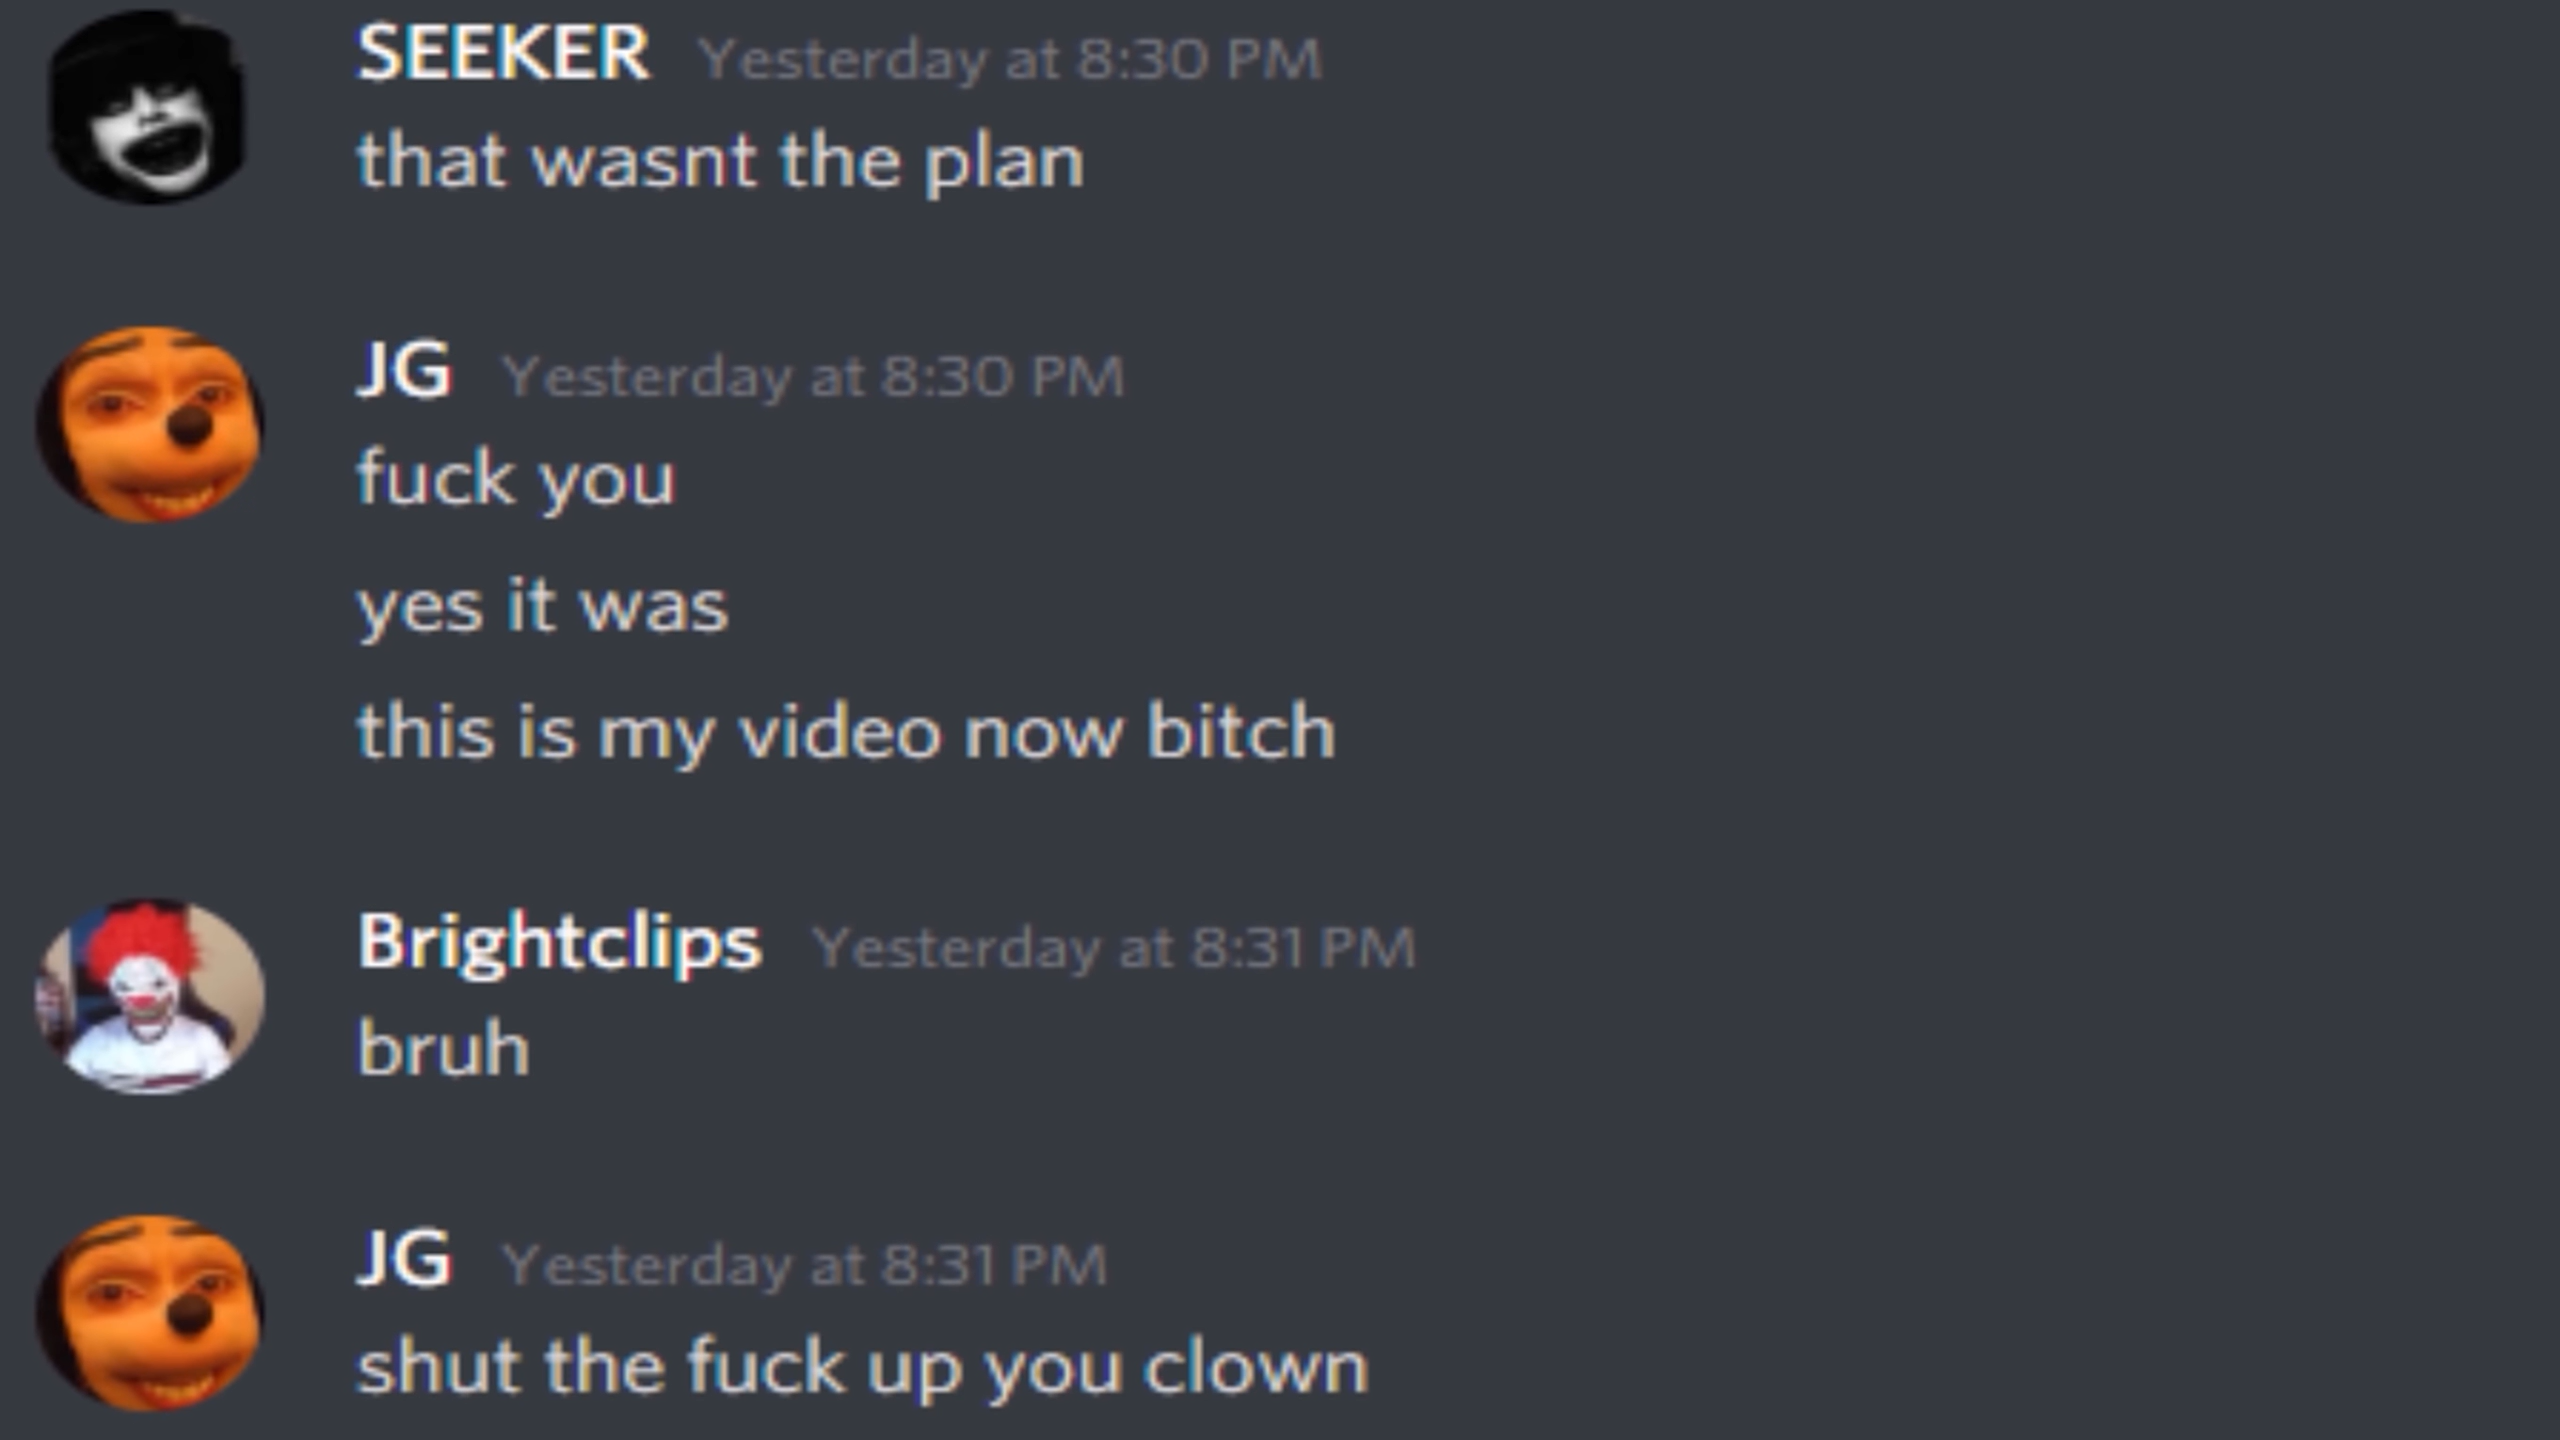 SEEKER Yesterday at 8:30 PM
that wasnt the plan
JG Yesterday at 8:30 PM
fuck you
yes it was
this is my video now bitch
Brightclips Yesterday at 8:31 PM
bruh
JG Yesterday at 8:31 PM
shut the fuck up you clown